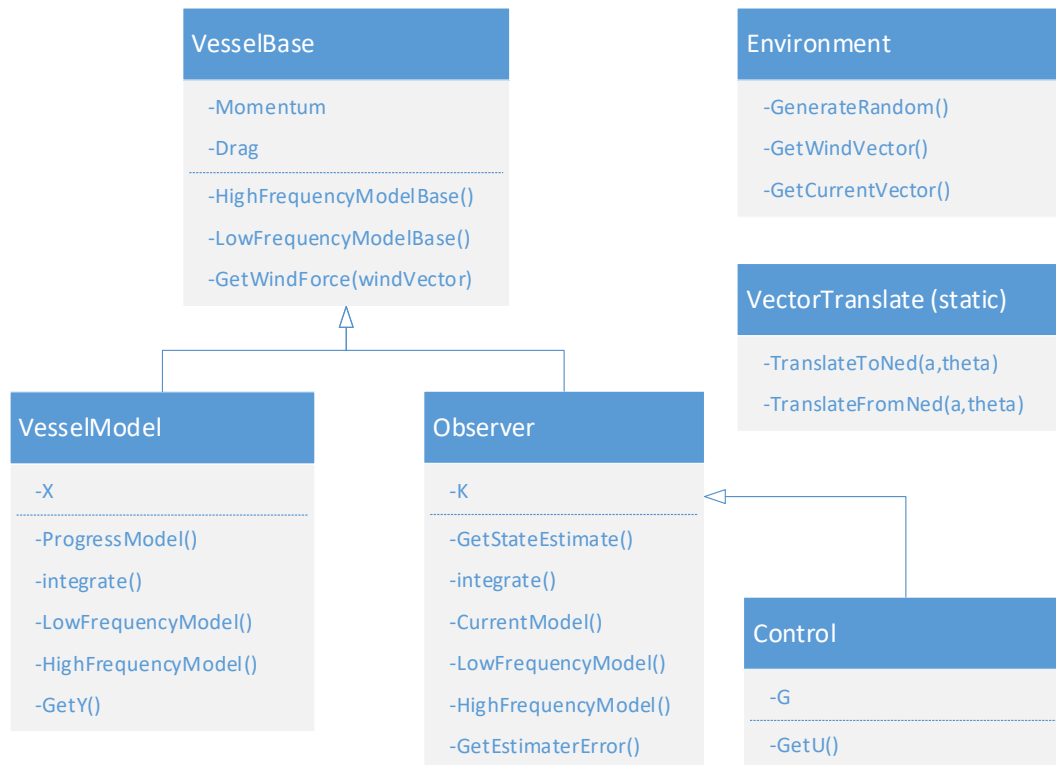 VesselBase
-Momentum
-Drag
-HighFrequencyModelBase()
-LowFrequencyModelBase()
-GetWindForce(windVector)
Environment
-GenerateRandom()
-GetWindVector()
-GetCurrentVector()
VectorTranslate (static)
-TranslateToNed(a,theta)
-TranslateFromNed(a,theta)
VesselModel
-X
-ProgressModel()
-integrate()
-LowFrequencyModel()
-HighFrequencyModel()
-GetY()
Observer
-K
-GetStateEstimate()
-integrate()
-CurrentModel()
-LowFrequencyModel()
-HighFrequencyModel()
-GetEstimaterError()
Control
-G
-GetU()